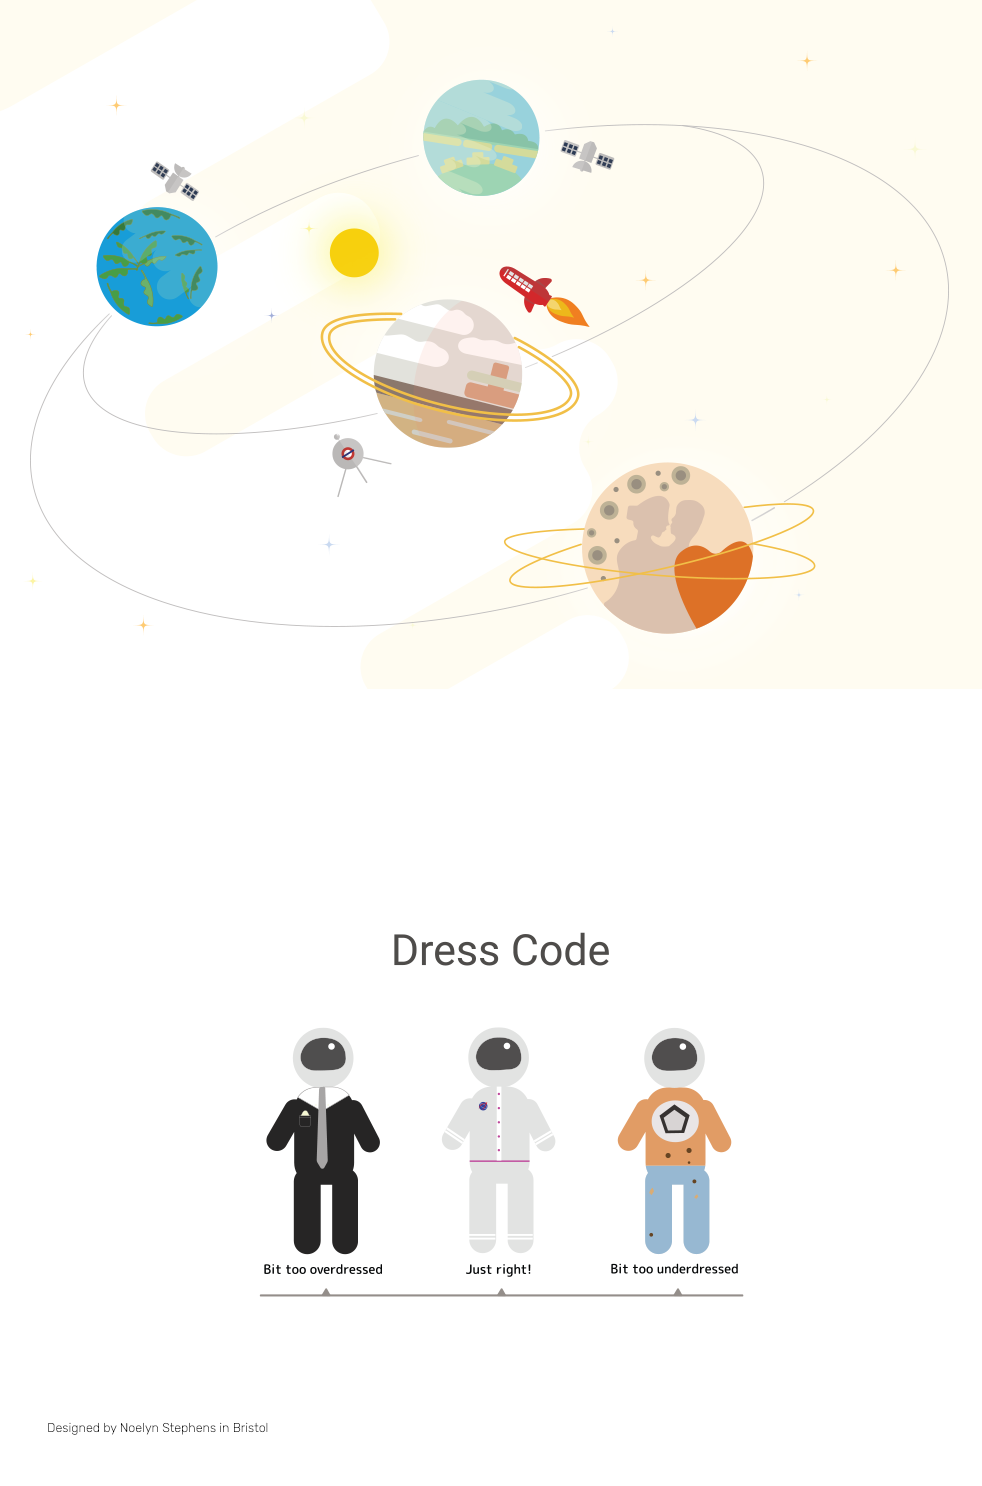 Dress Code
Bit too overdressed
Just right!
Bit too underdressed
Designed by Noelyn Stephens in Bristol